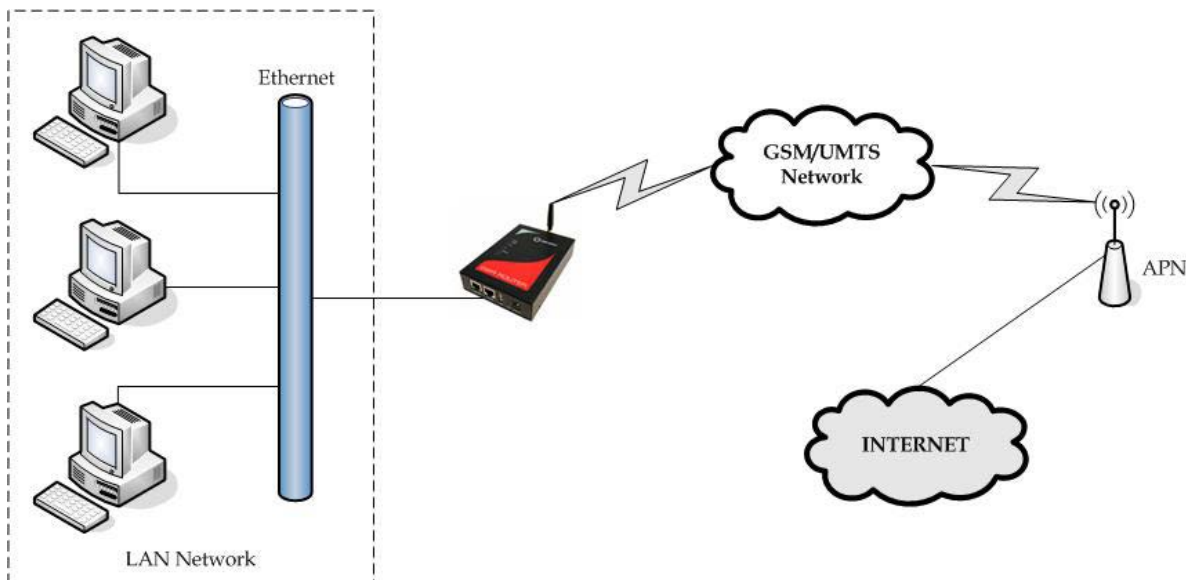 Ethernet
GSM/UMTS
Network
APN
INTERNET
LAN Network